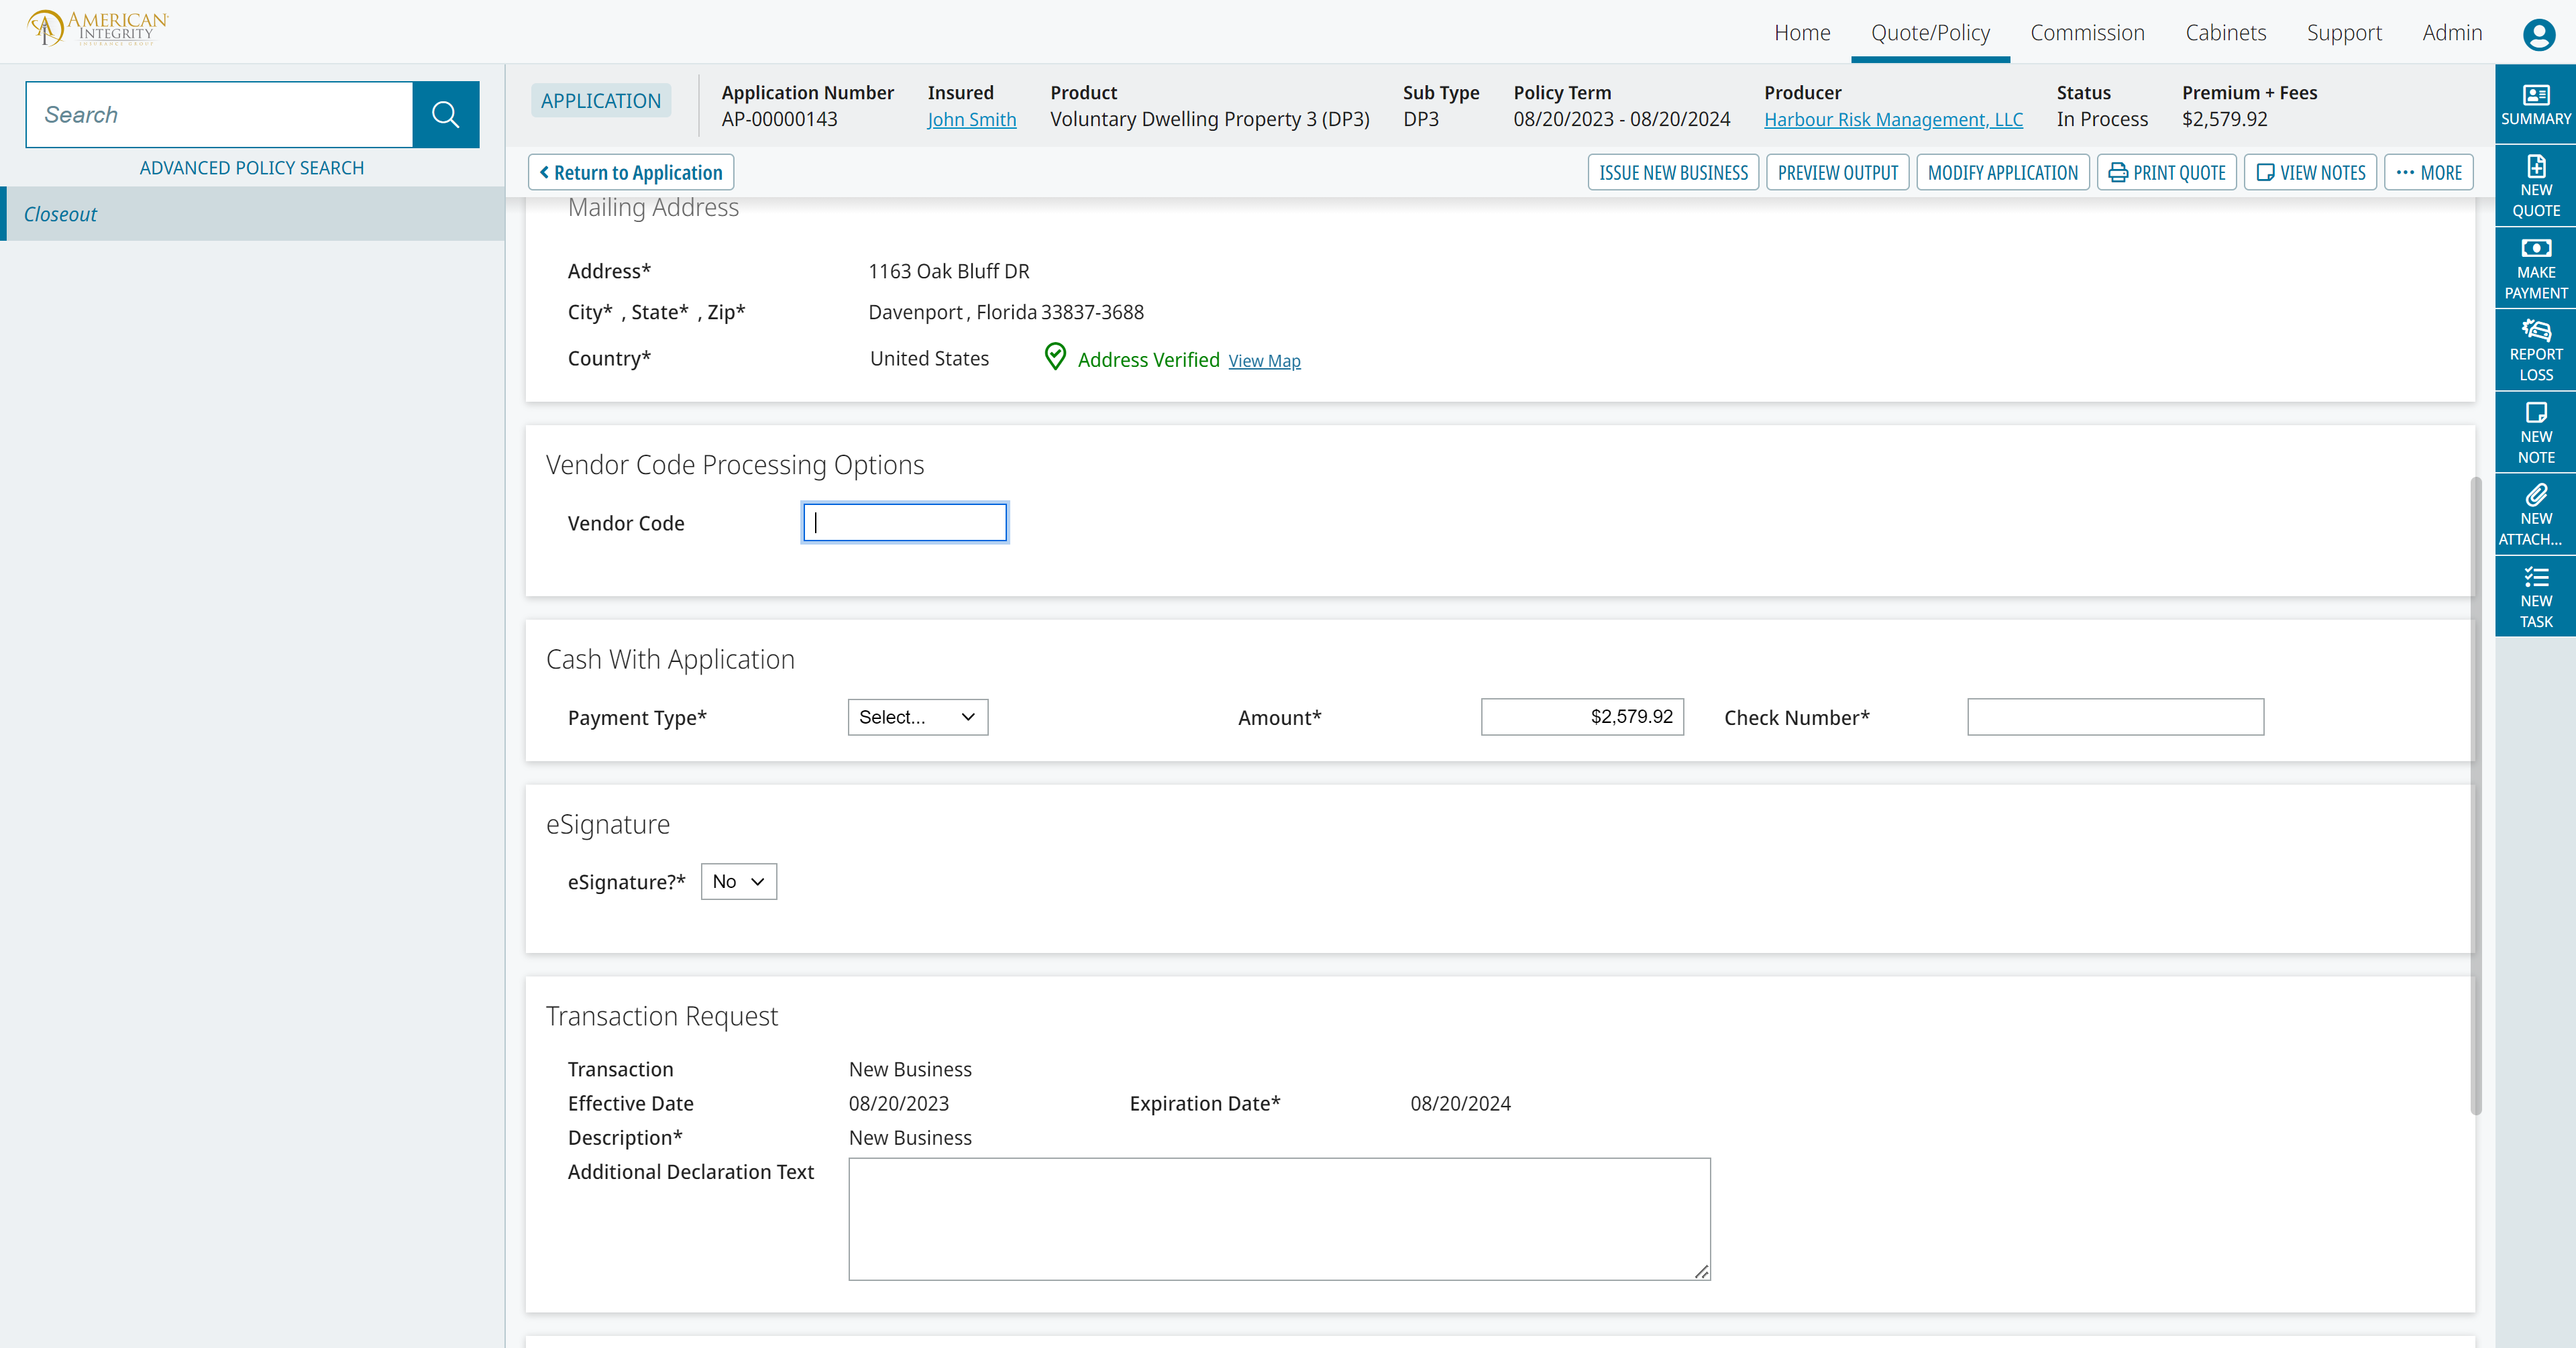 AMERICAN
INTEGRITY
INSURANCE GROUP
Home
Quote/Policy
Commission
Cabinets
Support
Admin
Search
ADVANCED POLICY SEARCH
Closeout
APPLICATION
Application Number
AP-00000143
Insured
John Smith
Product
Voluntary Dwelling Property 3 (DP3)
Sub Type
DP3
Policy Term
08/20/2023 - 08/20/2024
Producer
Harbour Risk Management, LLC
Status
In Process
Premium + Fees
$2,579.92
Return to Application
ISSUE NEW BUSINESS
PREVIEW OUTPUT
MODIFY APPLICATION
PRINT QUOTE
VIEW NOTES
MORE
Mailing Address
Address* 1163 Oak Bluff DR
City* , State* , Zip* Davenport , Florida 33837-3688
Country* United States Address Verified View Map
Vendor Code Processing Options
Vendor Code
Cash With Application
Payment Type* Select... Amount* $2,579.92 Check Number*
eSignature
eSignature?* No
Transaction Request
Transaction New Business
Effective Date 08/20/2023 Expiration Date* 08/20/2024
Description* New Business
Additional Declaration Text
SUMMARY
NEW
QUOTE
MAKE
PAYMENT
REPORT
LOSS
NEW
NOTE
NEW
ATTACH...
NEW
TASK